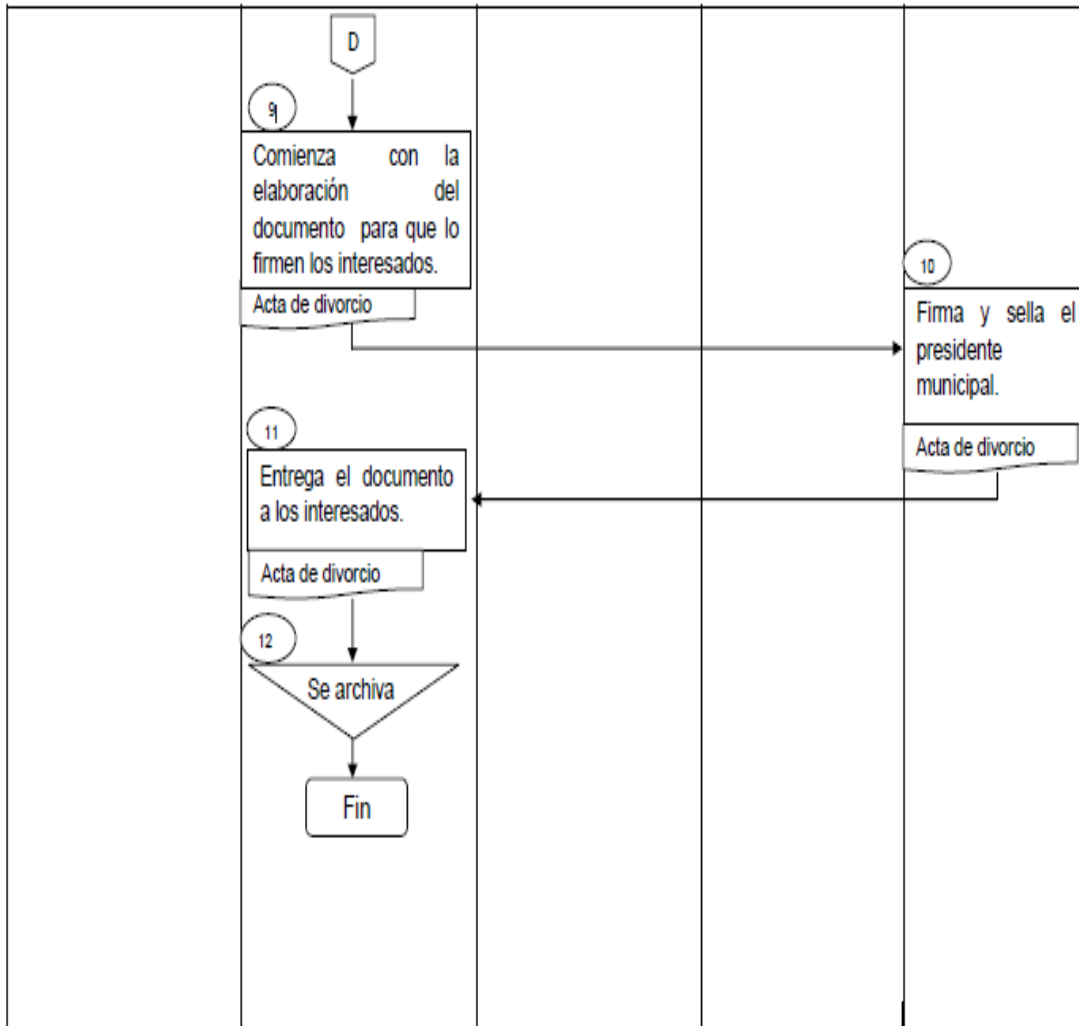 D
9
Comienza con la
elaboración del
documento para que lo
firmen los interesados.
Acta de divorcio
10
Firma y sella el
presidente
municipal.
Acta de divorcio
11
Entrega el documento
a los interesados.
Acta de divorcio
12
Se archiva
Fin